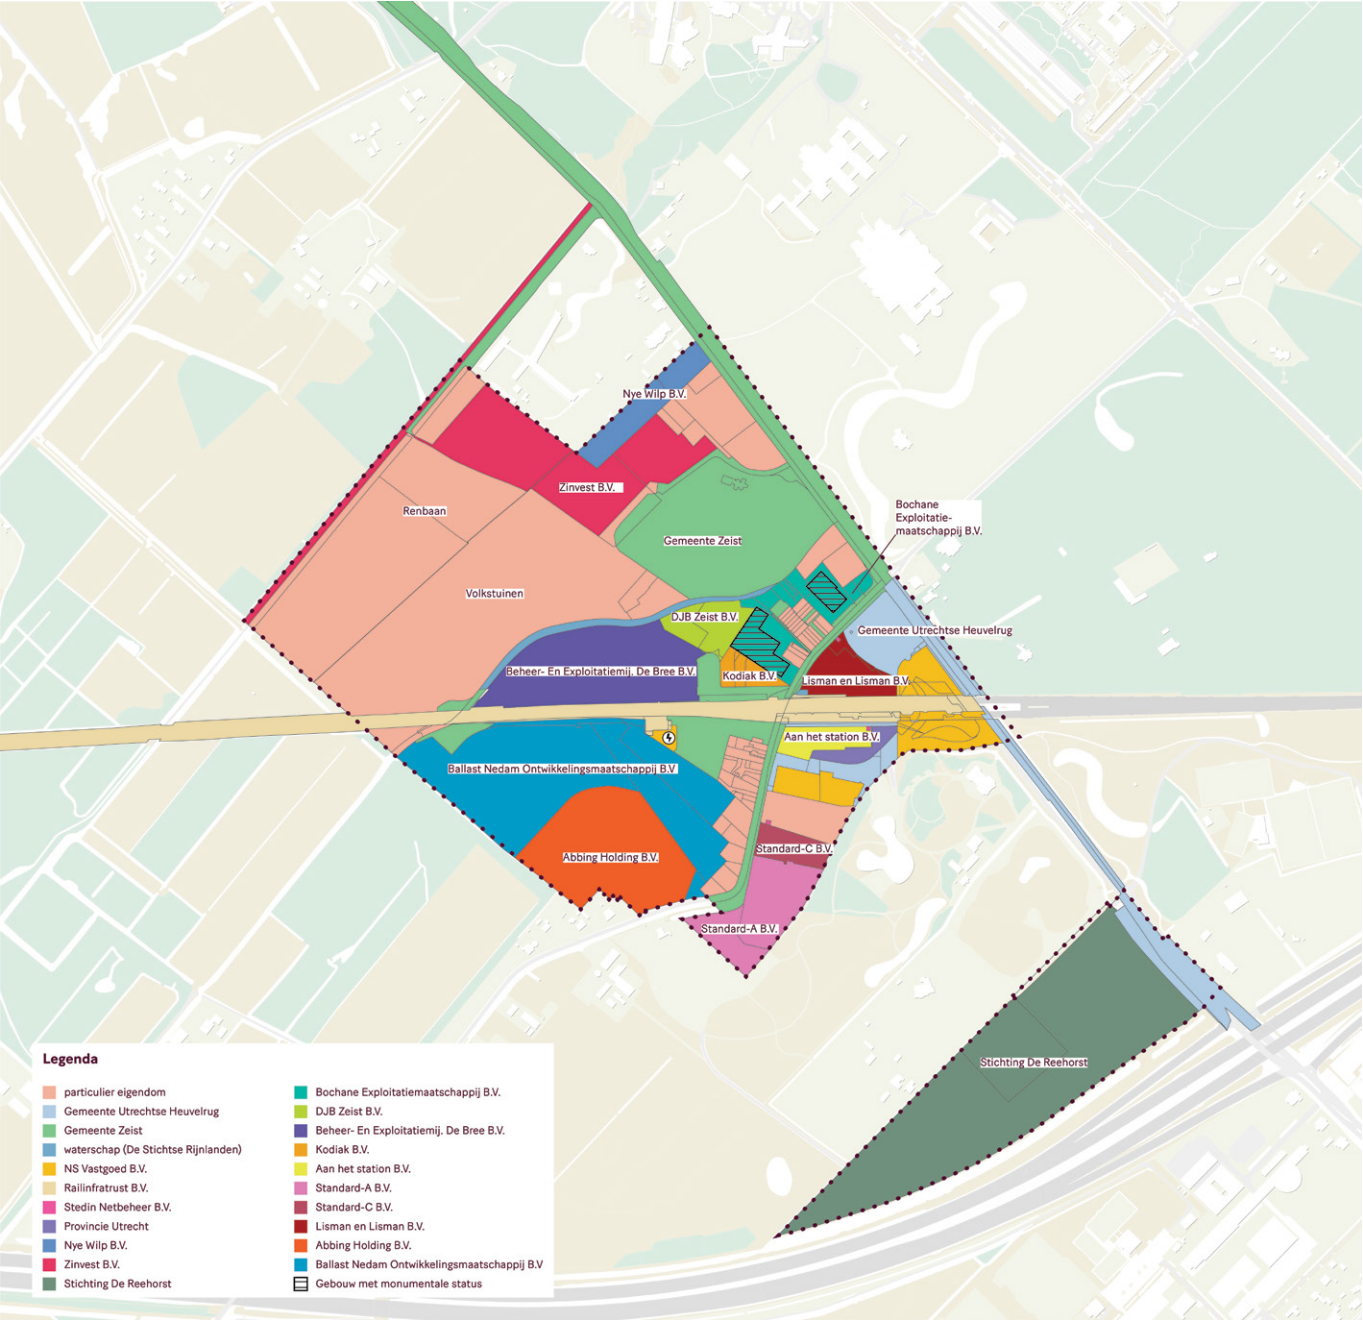 Nye Wilp B.V.
Zinvest B.V.
Renbaan
Bochane
Exploitatie-
maatschappij B.V.
Gemeente Zeist
Volkstuinen
DJB Zeist B.V.
Gemeente Utrechtse Heuvelrug
Beheer- En Exploitatiemij. De Bree B.V.
Kodiak B.V.
Lisman en Lisman B.V.
Aan het station B.V.
Ballast Nedam Ontwikkelingsmaatschappij B.V
Standard-C B.V.
Abbing Holding B.V.
Standard-A B.V.
Stichting De Reehorst
Legenda
particulier eigendom
Gemeente Utrechtse Heuvelrug
Gemeente Zeist
waterschap (De Stichtse Rijnlanden)
NS Vastgoed B.V.
Railinfratrust B.V.
Stedin Netbeheer B.V.
Provincie Utrecht
Nye Wilp B.V.
Zinvest B.V.
Stichting De Reehorst
Bochane Exploitatiemaatschappij B.V.
DJB Zeist B.V.
Beheer- En Exploitatiemij. De Bree B.V.
Kodiak B.V.
Aan het station B.V.
Standard-A B.V.
Standard-C B.V.
Lisman en Lisman B.V.
Abbing Holding B.V.
Ballast Nedam Ontwikkelingsmaatschappij B.V
Gebouw met monumentale status